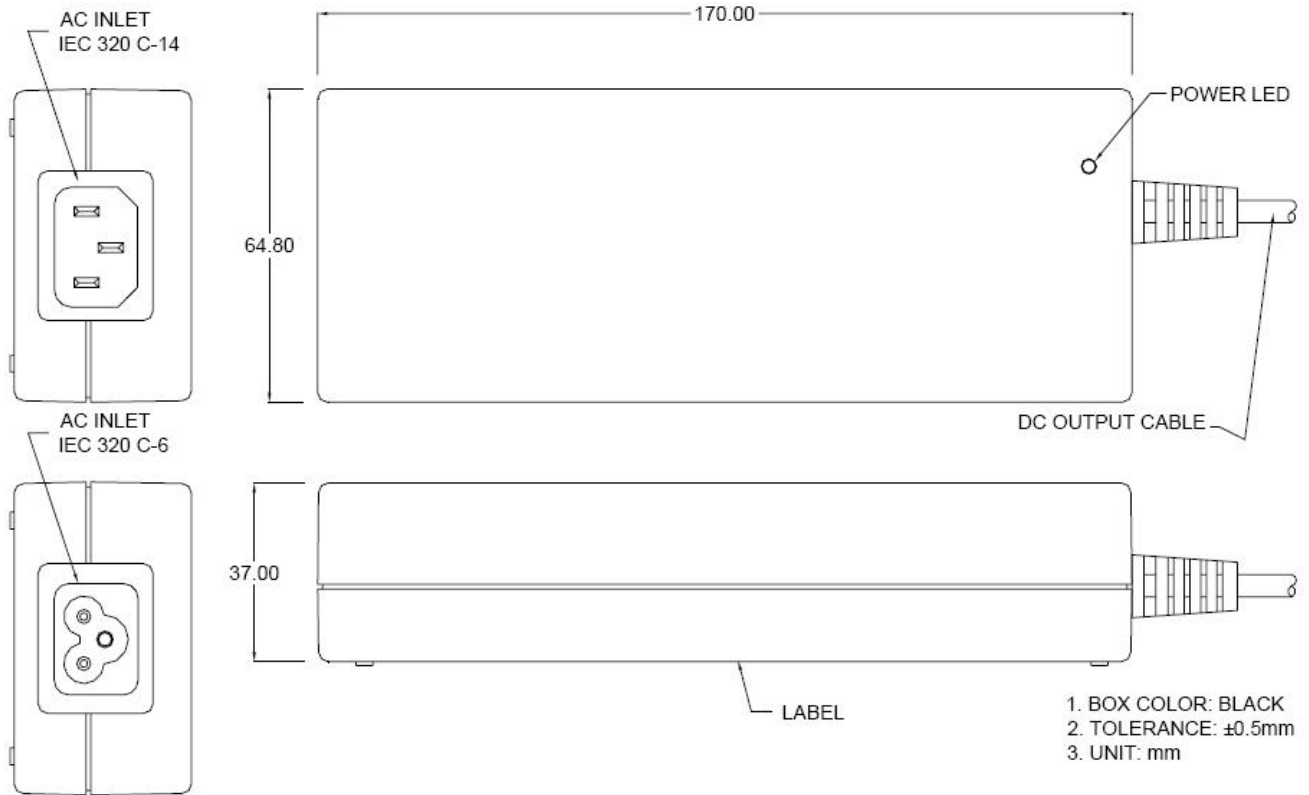 AC INLET
IEC 320 C-14
170.00
POWER LED
64.80
DC OUTPUT CABLE
AC INLET
IEC 320 C-6
37.00
LABEL
1. BOX COLOR: BLACK
2. TOLERANCE: ±0.5mm
3. UNIT: mm